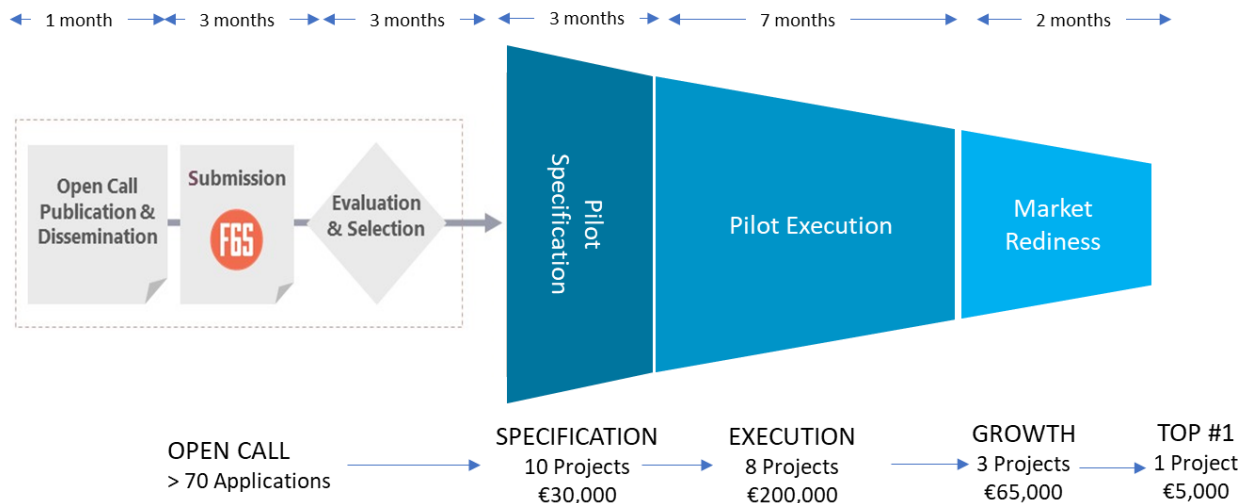 1 month
3 months
3 months
3 months
7 months
2 months
Open Call
Publication &
Dissemination
Submission
F6S
Evaluation
& Selection
Pilot
Specification
Pilot Execution
Market
Rediness
OPEN CALL
> 70 Applications
SPECIFICATION
10 Projects
€30,000
EXECUTION
8 Projects
€200,000
GROWTH
3 Projects
€65,000
TOP #1
1 Project
€5,000